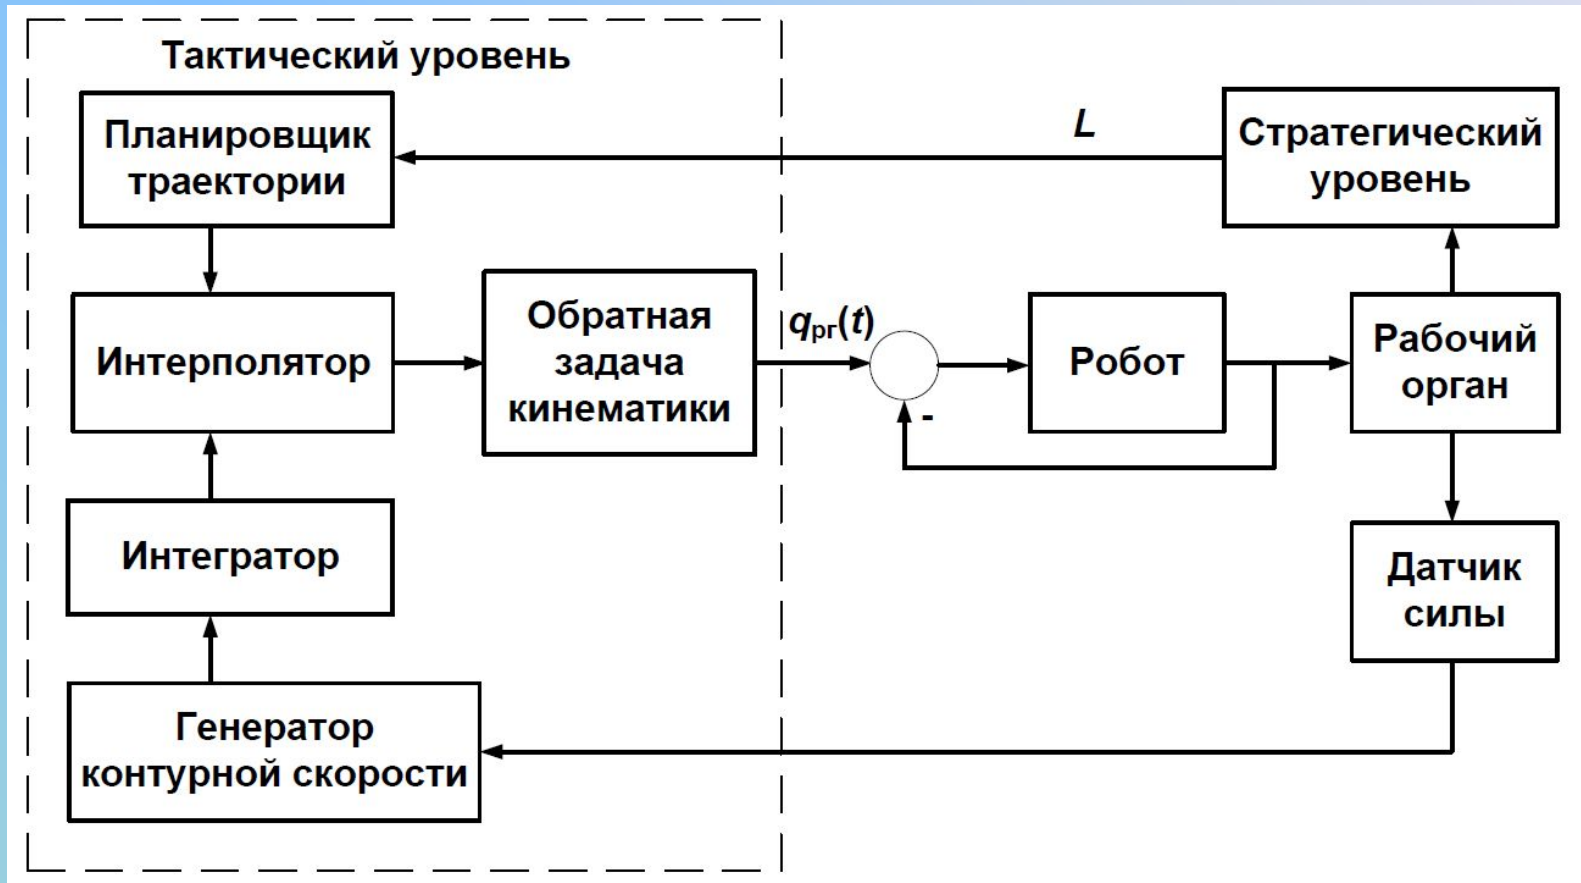 Тактический уровень
Планировщик
траектории
L
Стратегический
уровень
Интерполятор
Обратная
задача
кинематики
qрг(t)
-
Робот
Рабочий
орган
Интегратор
Датчик
силы
Генератор
контурной скорости